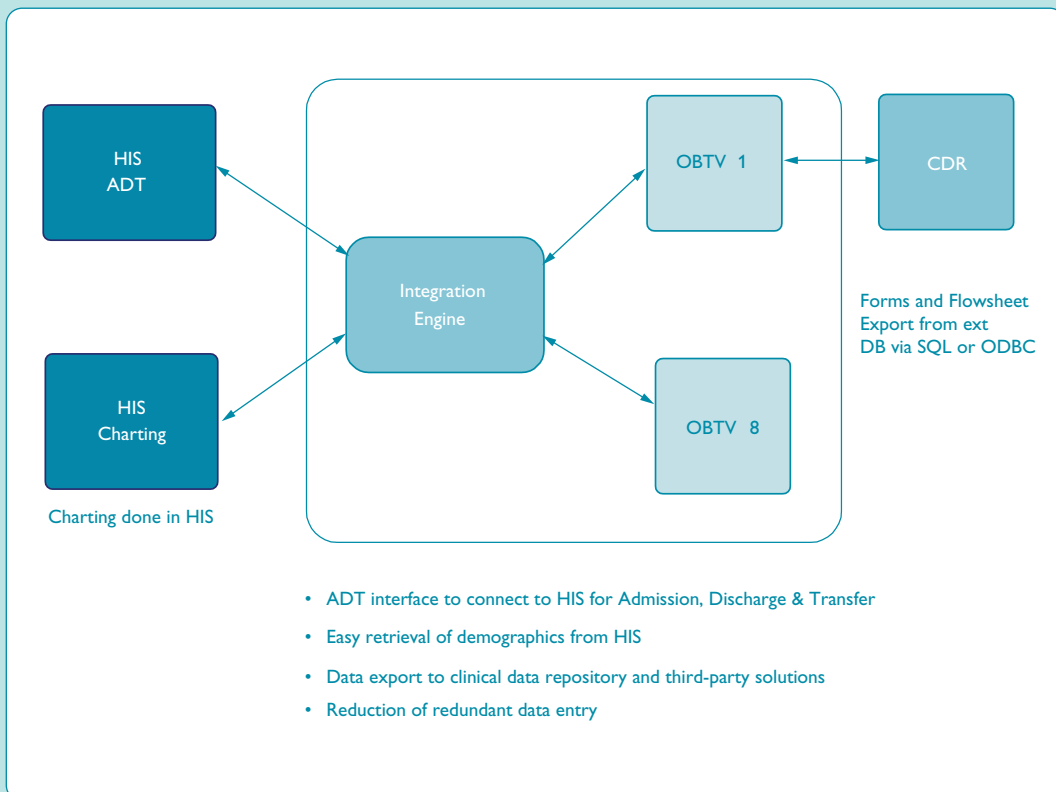 HIS
ADT
OBTV 1
CDR
Integration
Engine
Forms and Flowsheet
Export from ext
DB via SQL or ODBC
HIS
Charting
OBTV 8
Charting done in HIS
• ADT interface to connect to HIS for Admission, Discharge & Transfer
• Easy retrieval of demographics from HIS
• Data export to clinical data repository and third-party solutions
• Reduction of redundant data entry